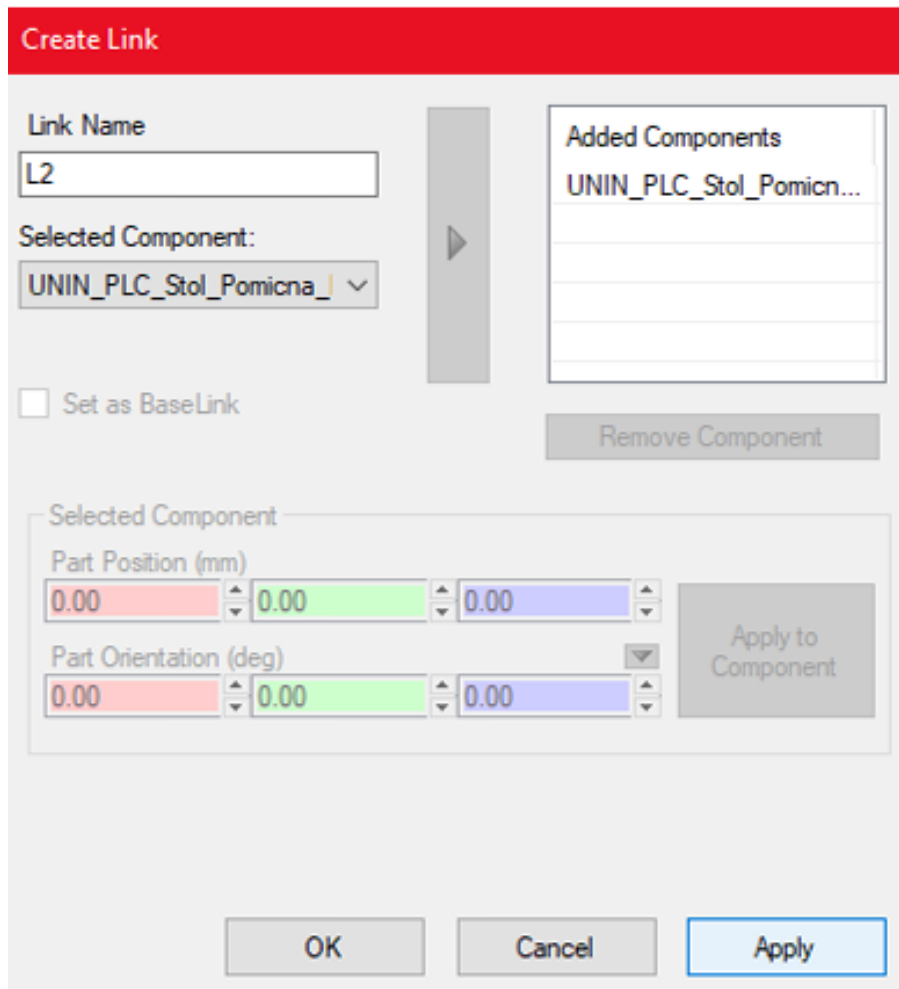 Create Link
Link Name
L2
Selected Component:
UNIN_PLC_Stol_Pomicna_
Set as BaseLink
Added Components
UNIN_PLC_Stol_Pomicn...
Remove Component
Selected Component
Part Position (mm)
0.00 0.00 0.00
Part Orientation (deg)
0.00 0.00 0.00
Apply to
Component
OK Cancel Apply